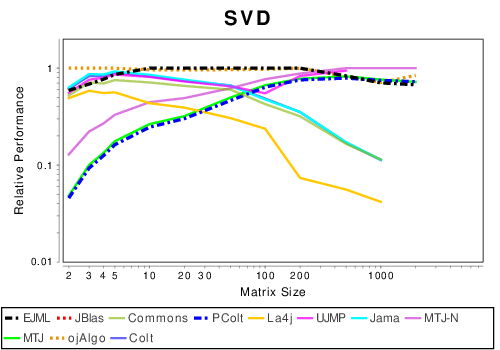 SVD
Relative Performance
1
0.1
0.01
2 3 4 5 10 20 30 100 200 1000
Matrix Size
EJML JBlas Commons PColt La4j UJMP Jama MTJ-N
MTJ ojAlgo Colt